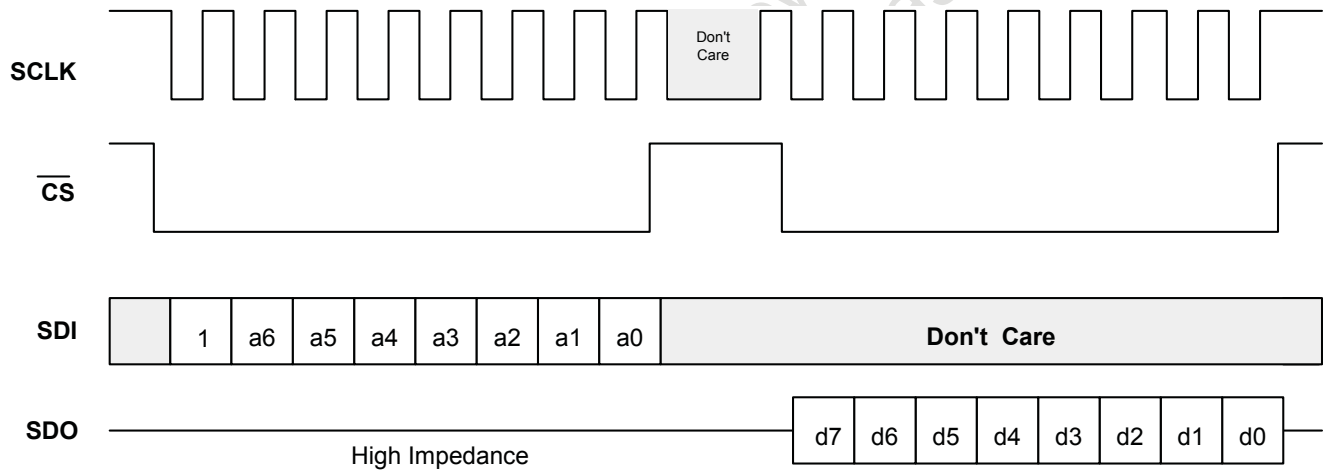 Don't
Care
SCLK
CS
SDI
1 a6 a5 a4 a3 a2 a1 a0 Don't Care
SDO
d7 d6 d5 d4 d3 d2 d1 d0
High Impedance